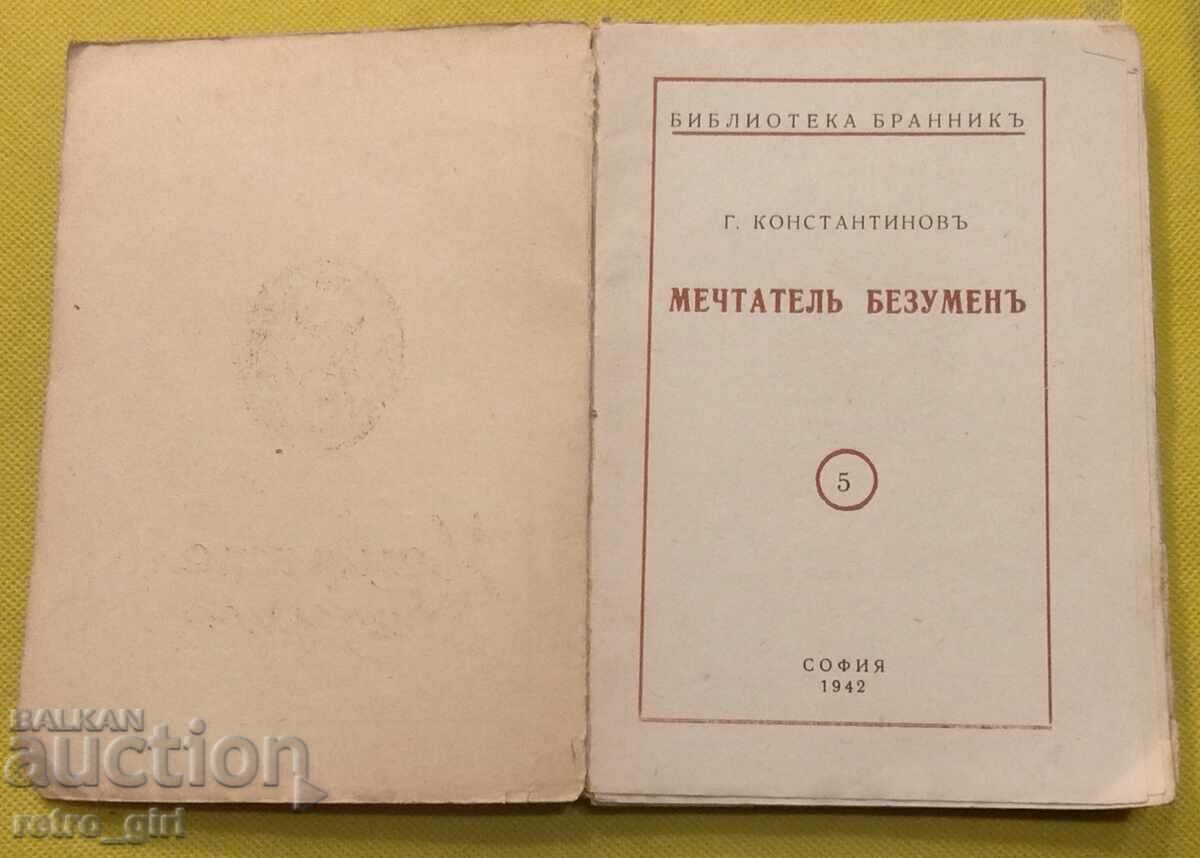 БИБЛИОТЕКА БРАННИКЪ
Г. КОНСТАНТИНОВЪ
МЕЧТАТЕЛЬ БЕЗУМЕНЪ
5
СОФИЯ
1942
BALKAN
auction
retro_girl